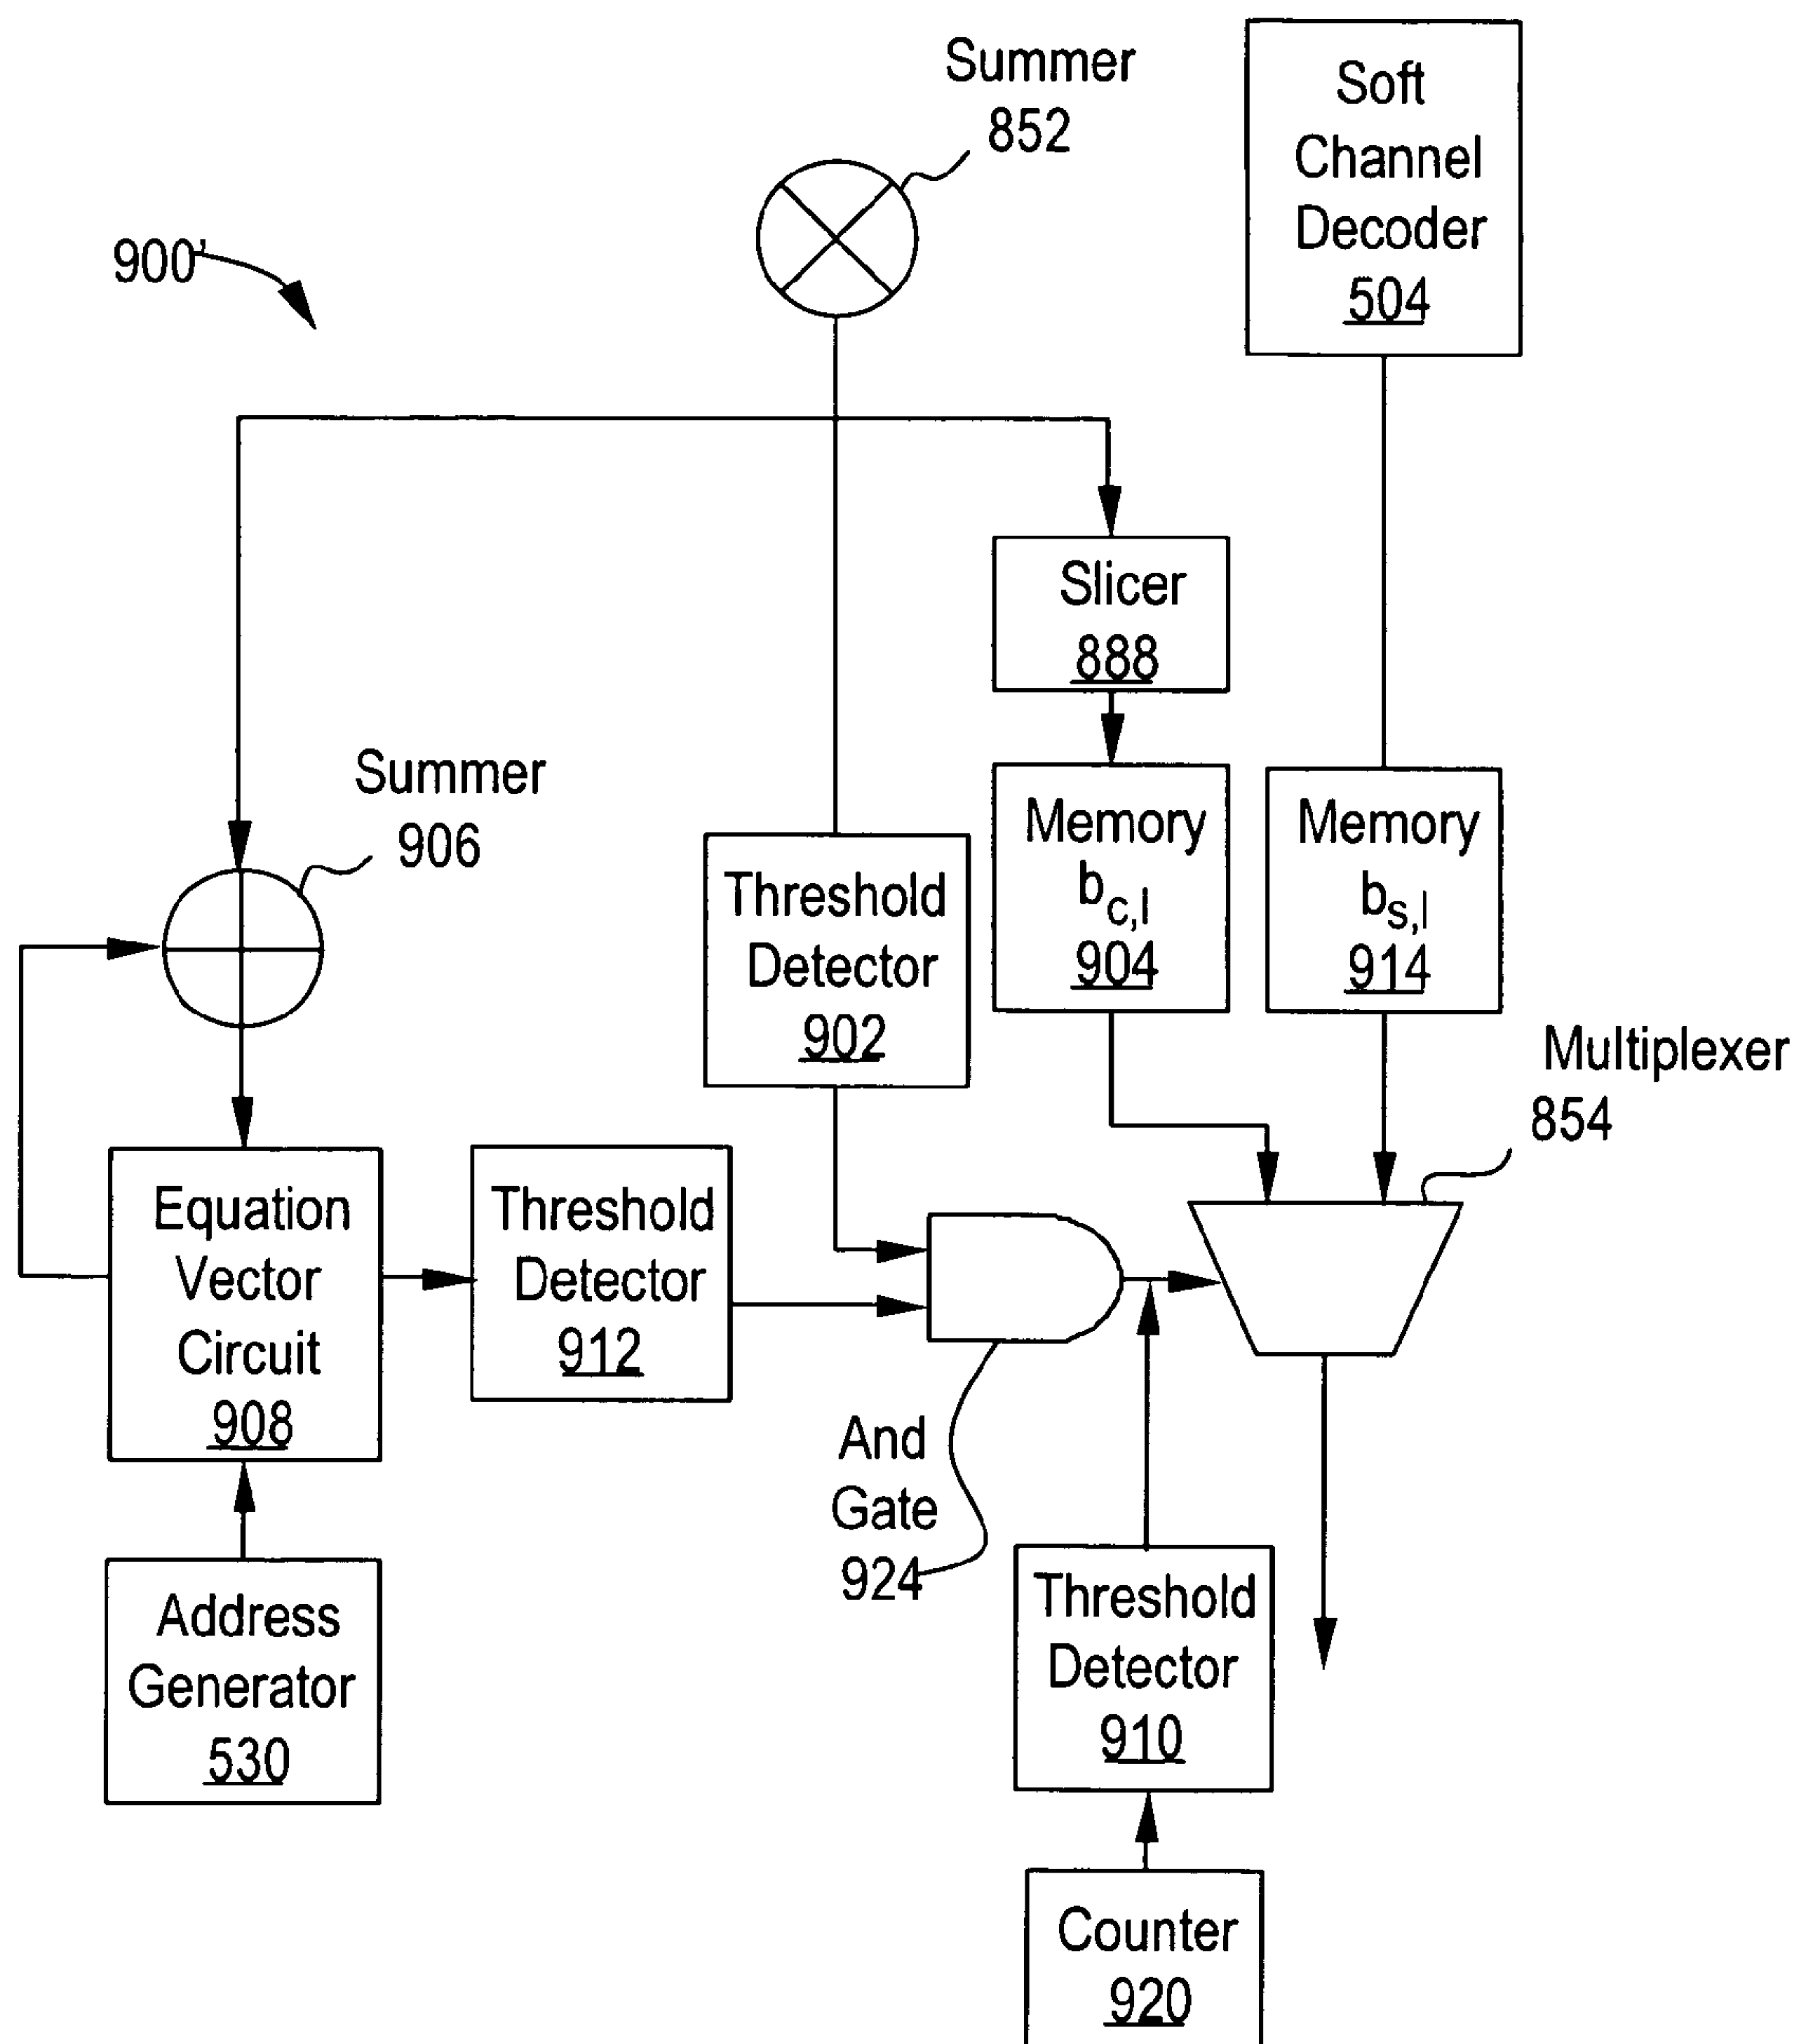 Summer
852
Soft
Channel
Decoder
504
900'
Slicer
888
Summer
906
Threshold
Detector
902
Memory
b_{c,l}
904
Memory
b_{s,l}
914
Multiplexer
854
Equation
Vector
Circuit
908
Threshold
Detector
912
And
Gate
924
Address
Generator
530
Threshold
Detector
910
Counter
920